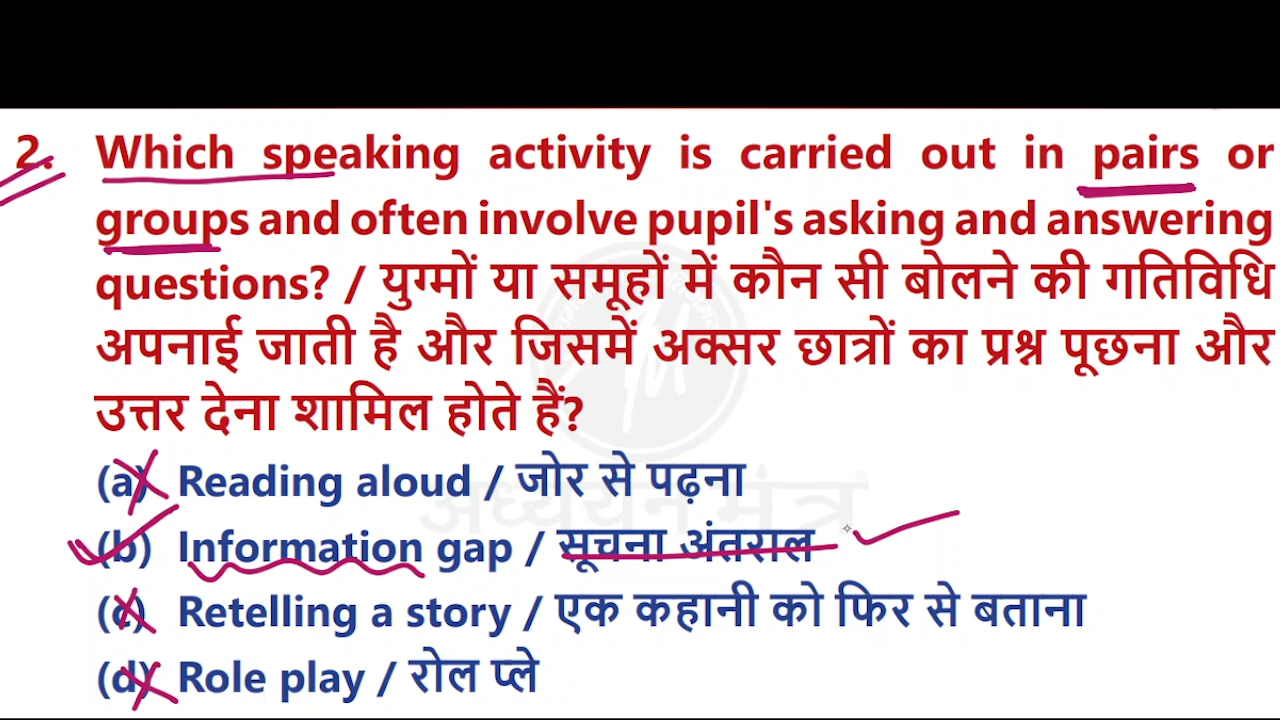 2. Which speaking activity is carried out in pairs or
groups and often involve pupil's asking and answering
questions? / युग्मों या समूहों में कौन सी बोलने की गतिविधि
अपनाई जाती है और जिसमें अक्सर छात्रों का प्रश्न पूछना और
उत्तर देना शामिल होते हैं?
(a) Reading aloud / जोर से पढ़ना
अध्ययन मंत्र
(b) Information gap / सूचना अंतराल
(c) Retelling a story / एक कहानी को फिर से बताना
(d) Role play / रोल प्ले